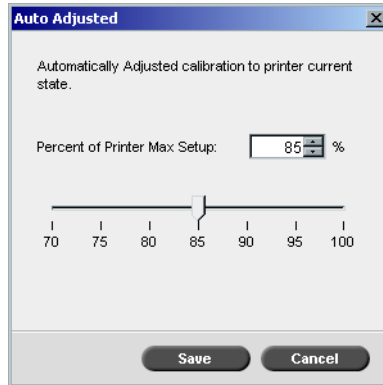 Auto Adjusted
Automatically Adjusted calibration to printer current
state.
Percent of Printer Max Setup: 85 %
70 75 80 85 90 95 100
Save Cancel